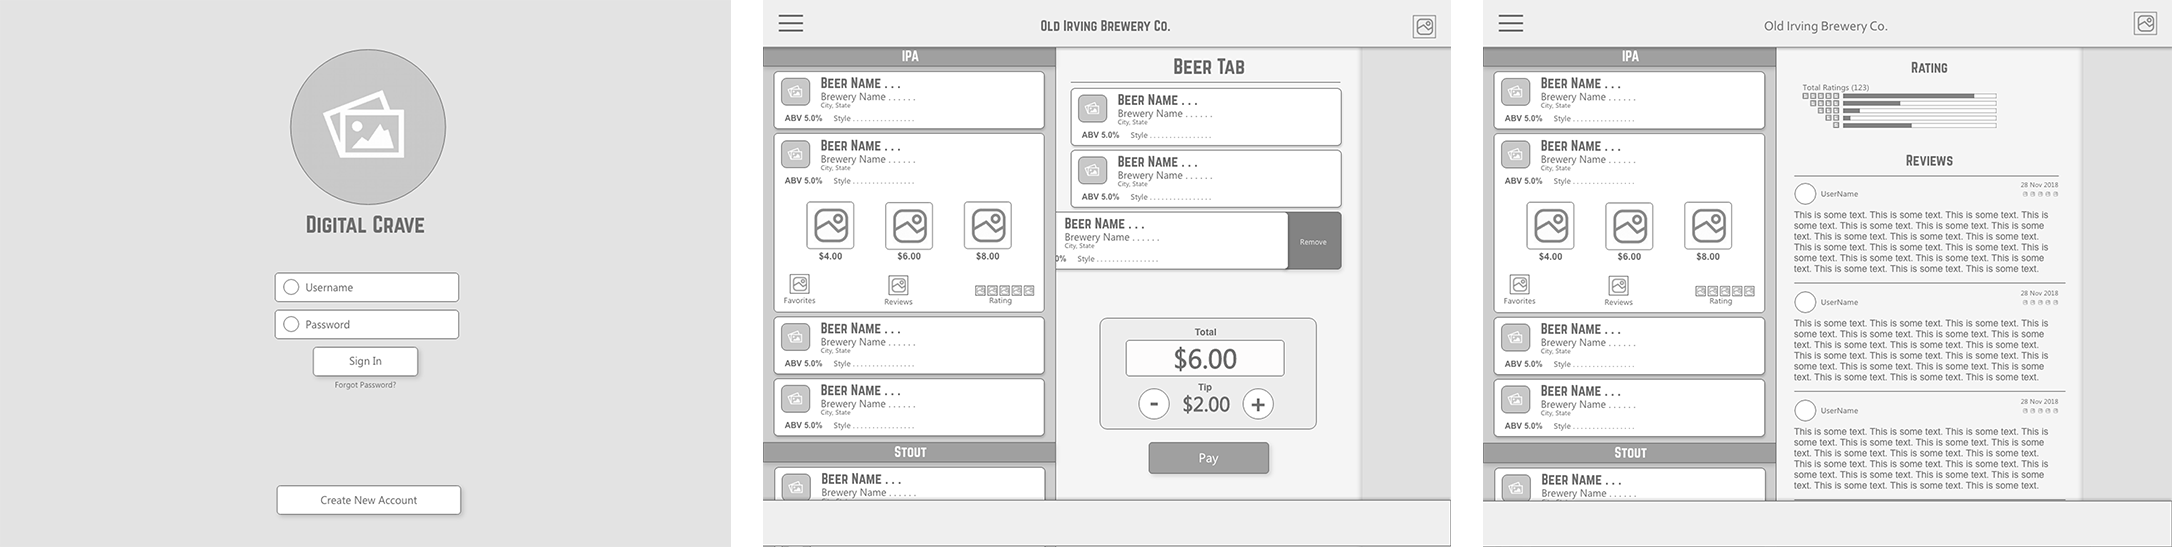 DIGITAL CRAVE
Username
Password
Sign In
Forgot Password?
Create New Account
OLD IRVING BREWERY CO.
IPA
BEER NAME . . .
Brewery Name . . . . . .
City, State
ABV 5.0% Style . . . . . . . . . . . . . . . .
BEER NAME . . .
Brewery Name . . . . . .
City, State
ABV 5.0% Style . . . . . . . . . . . . . . . .
$4.00 $6.00 $8.00
Favorites Reviews Rating
BEER NAME . . .
Brewery Name . . . . . .
City, State
ABV 5.0% Style . . . . . . . . . . . . . . . .
BEER NAME . . .
Brewery Name . . . . . .
City, State
ABV 5.0% Style . . . . . . . . . . . . . . . .
STOUT
BEER NAME . . .
Brewery Name . . . . . .
BEER TAB
BEER NAME . . .
Brewery Name . . . . . .
City, State
ABV 5.0% Style . . . . . . . . . . . . . . . .
BEER NAME . . .
Brewery Name . . . . . .
City, State
ABV 5.0% Style . . . . . . . . . . . . . . . .
BEER NAME . . .
Brewery Name . . . . . .
City, State
0% Style . . . . . . . . . . . . . . . .
Remove
Total
$6.00
Tip
- $2.00 +
Pay
Old Irving Brewery Co.
IPA
BEER NAME . . .
Brewery Name . . . . . .
City, State
ABV 5.0% Style . . . . . . . . . . . . . . . .
BEER NAME . . .
Brewery Name . . . . . .
City, State
ABV 5.0% Style . . . . . . . . . . . . . . . .
$4.00 $6.00 $8.00
Favorites Reviews Rating
BEER NAME . . .
Brewery Name . . . . . .
City, State
ABV 5.0% Style . . . . . . . . . . . . . . . .
BEER NAME . . .
Brewery Name . . . . . .
City, State
ABV 5.0% Style . . . . . . . . . . . . . . . .
STOUT
BEER NAME . . .
Brewery Name . . . . . .
RATING
Total Ratings (123)
REVIEWS
28 Nov 2018
UserName
This is some text. This is some text. This is some text. This is
some text. This is some text. This is some text. This is some
text. This is some text. This is some text. This is some text.
This is some text. This is some text. This is some text. This is
some text. This is some text. This is some text. This is some
text. This is some text. This is some text.
28 Nov 2018
UserName
This is some text. This is some text. This is some text. This is
some text. This is some text. This is some text. This is some
text. This is some text. This is some text. This is some text.
This is some text. This is some text. This is some text. This is
some text. This is some text. This is some text. This is some
text. This is some text. This is some text.
28 Nov 2018
UserName
This is some text. This is some text. This is some text. This is
some text. This is some text. This is some text. This is some
text. This is some text. This is some text. This is some text.
This is some text. This is some text. This is some text. This is
some text. This is some text. This is some text. This is some
text. This is some text. This is some text.